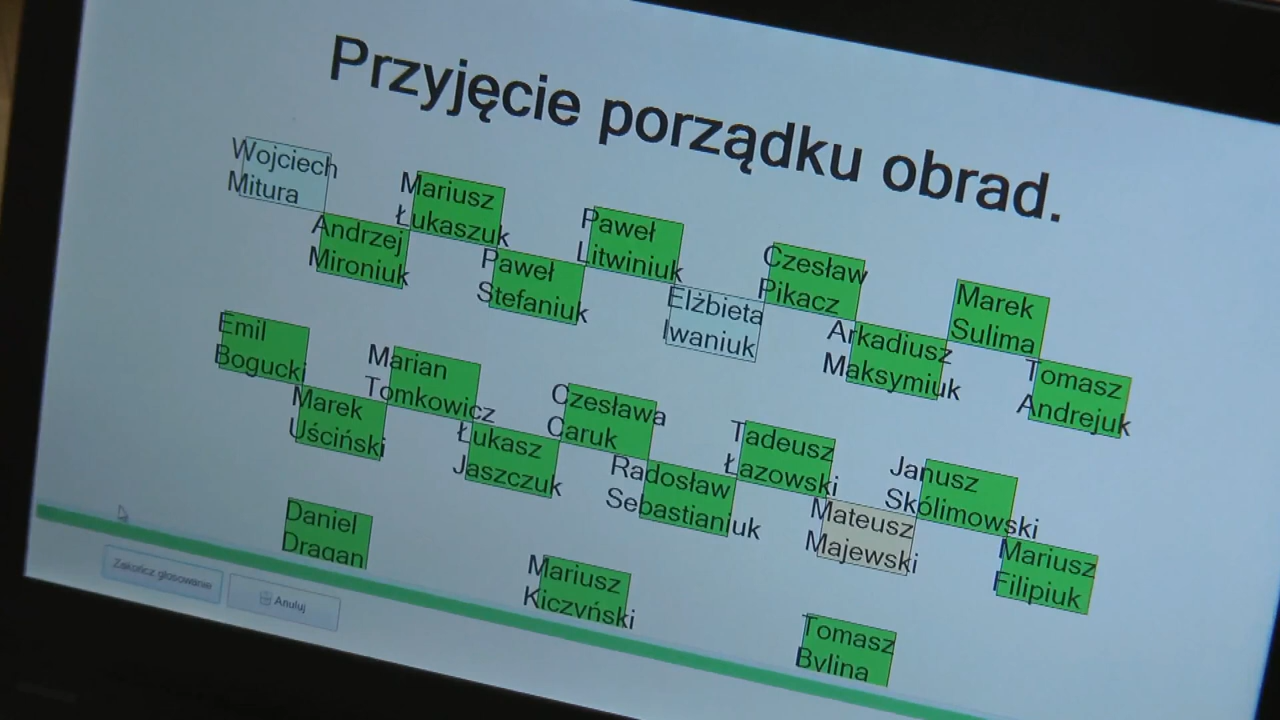 Przyjęcie porządku obrad.
Wojciech
Mitura
Andrzej
Mironiuk
Mariusz
Łukaszuk
Paweł
Stefaniuk
Paweł
Litwiniuk
Elżbieta
Iwaniuk
Czesław
Pikacz
Arkadiusz
Maksymiuk
Marek
Sulima
Tomasz
Andrejuk
Emil
Bogucki
Marek
Uściński
Marian
Tomkowicz
Łukasz
Jaszczuk
Czesława
Caruk
Radosław
Sebastianiuk
Tadeusz
Łazowski
Mateusz
Majewski
Janusz
Skólimowski
Mariusz
Filipiuk
Daniel
Dragan
Mariusz
Kiczyński
Tomasz
Bylina
Zakończ głosowanie
Anuluj